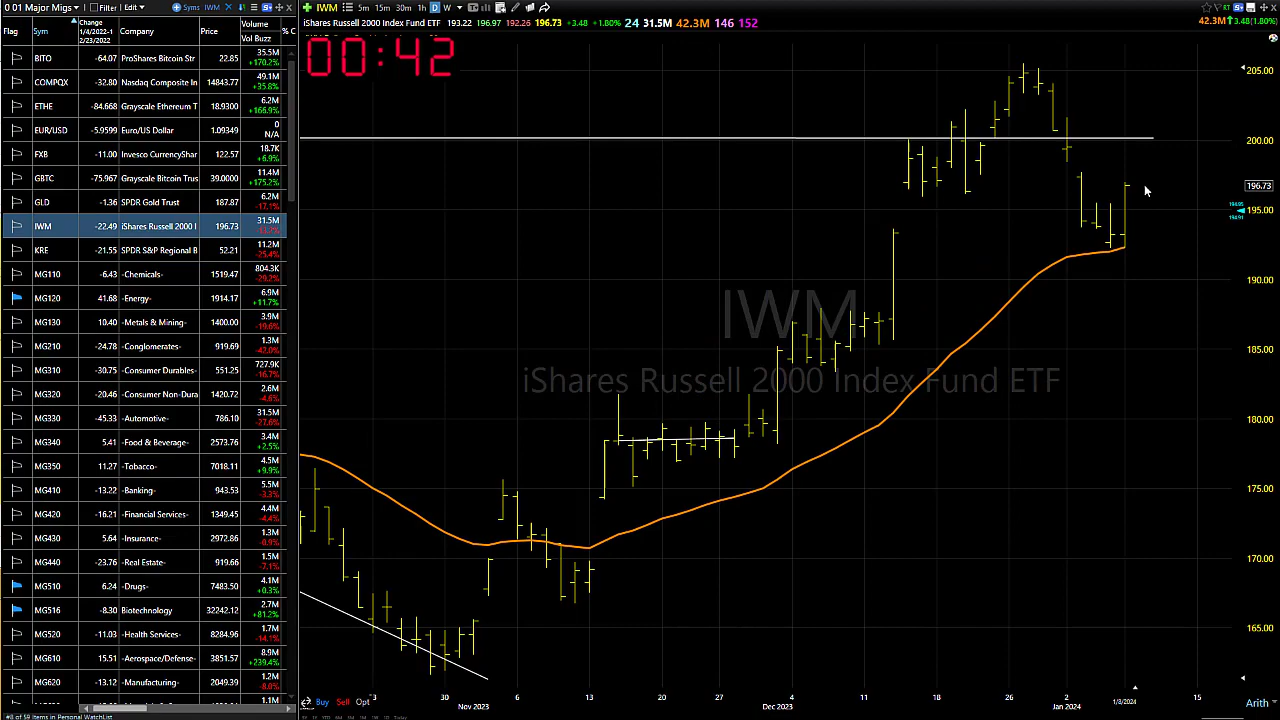 0 01 Major Migs Filter Edit Syms IWM
IWM 5m 15m 30m 1h D W
RT
iShares Russell 2000 Index Fund ETF 193.22 196.97 192.26 196.73 +3.48 +1.80% 24 31.5M 42.3M 146 152
42.3M 3.48(1.80%)
00:42
Flag Sym Change 1/4/2022-1 2/23/2022 Company Price Volume Vol Buzz % C
BITO -64.07 ProShares Bitcoin Str 22.85 35.5M +170.2%
COMPQX -32.80 Nasdaq Composite In 14843.77 49.1M +35.8%
ETHE -84.668 Grayscale Ethereum T 18.9300 6.2M +166.9%
EUR/USD -5.9599 Euro/US Dollar 1.09349 0 N/A
FXB -11.00 Invesco CurrencyShar 122.57 18.7K +6.9%
GBTC -75.967 Grayscale Bitcoin Trus 39.0000 11.4M +175.2%
GLD -1.36 SPDR Gold Trust 187.87 6.2M -17.1%
IWM -22.49 iShares Russell 2000 I 196.73 31.5M
KRE -21.55 SPDR S&P Regional B 52.21 11.2M -25.4%
MG110 -6.43 -Chemicals- 1519.47 804.3K -29.2%
MG120 41.68 -Energy- 1914.17 6.9M +11.7%
MG130 10.40 -Metals & Mining- 1400.00 3.9M -19.6%
MG210 -24.78 -Conglomerates- 919.69 1.3M -42.0%
MG310 -30.75 -Consumer Durables- 551.25 727.9K -16.7%
MG320 -20.46 -Consumer Non-Dura 1420.72 2.6M -4.6%
MG330 -45.33 -Automotive- 786.10 31.5M -27.6%
MG340 5.41 -Food & Beverage- 2573.76 3.4M +2.5%
MG350 11.27 -Tobacco- 7018.11 4.5M +9.9%
MG410 -13.22 -Banking- 943.53 5.5M -3.3%
MG420 -16.21 -Financial Services- 1349.45 4.4M -4.4%
MG430 5.64 -Insurance- 2972.86 1.3M -0.9%
MG440 -23.76 -Real Estate- 919.66 1.5M -7.1%
MG510 6.24 -Drugs- 7483.50 4.1M +0.3%
MG516 -8.30 Biotechnology 32242.12 2.7M +81.2%
MG520 -11.03 -Health Services- 8284.96 1.7M -14.1%
MG610 15.51 -Aerospace/Defense- 3851.57 8.9M +239.4%
MG620 -13.12 -Manufacturing- 2049.39 1.2M -8.0%
1.1M
#8 of 59 items in Personal WatchList
IWM
iShares Russell 2000 Index Fund ETF
205.00
200.00
196.73
194.95
195.00
194.91
190.00
185.00
180.00
175.00
170.00
165.00
Buy Sell Opt
30 6 13 20 27 4 11 18 26 2 1/8/2024 15
Nov 2023 Dec 2023 Jan 2024
Arith